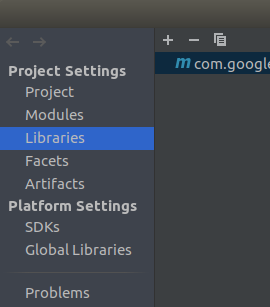 Project Settings
Project
Modules
Libraries
Facets
Artifacts
Platform Settings
SDKs
Global Libraries
Problems
m com.google